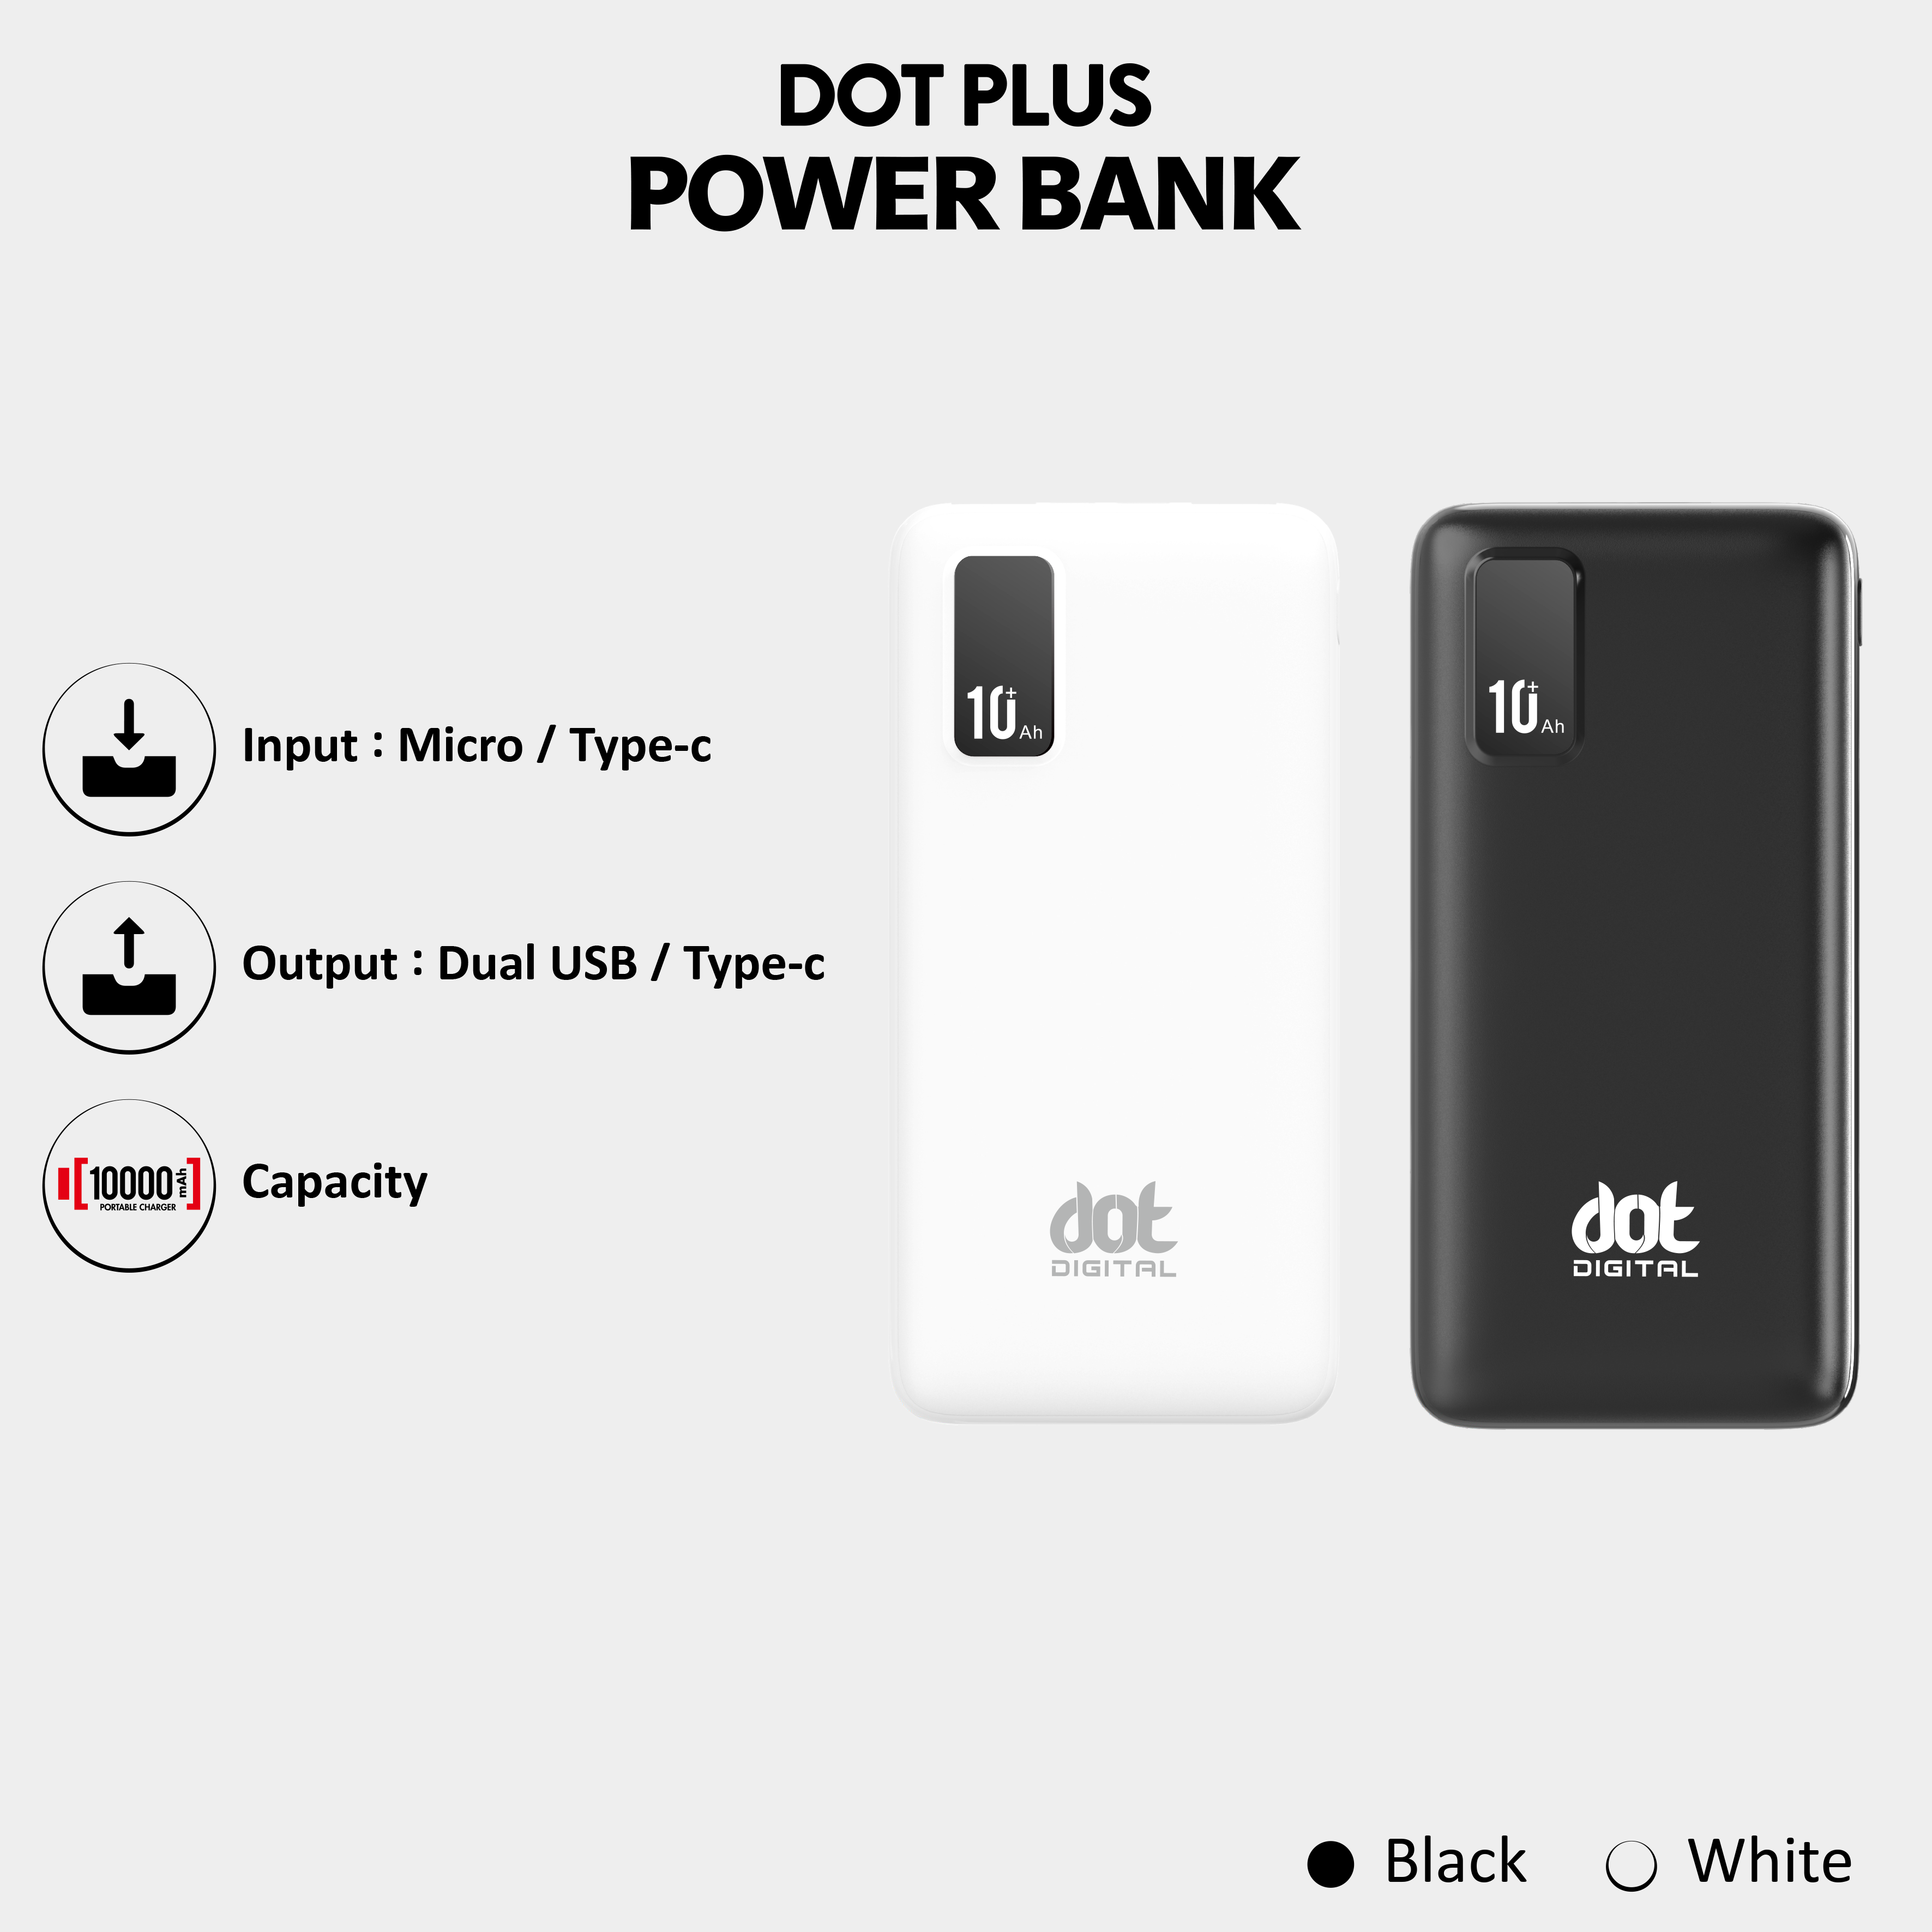 DOT PLUS
POWER BANK
Input : Micro / Type-c
Output : Dual USB / Type-c
10000 mAh
PORTABLE CHARGER
Capacity
10+ Ah
dot
DIGITAL
10+ Ah
dot
DIGITAL
Black
White